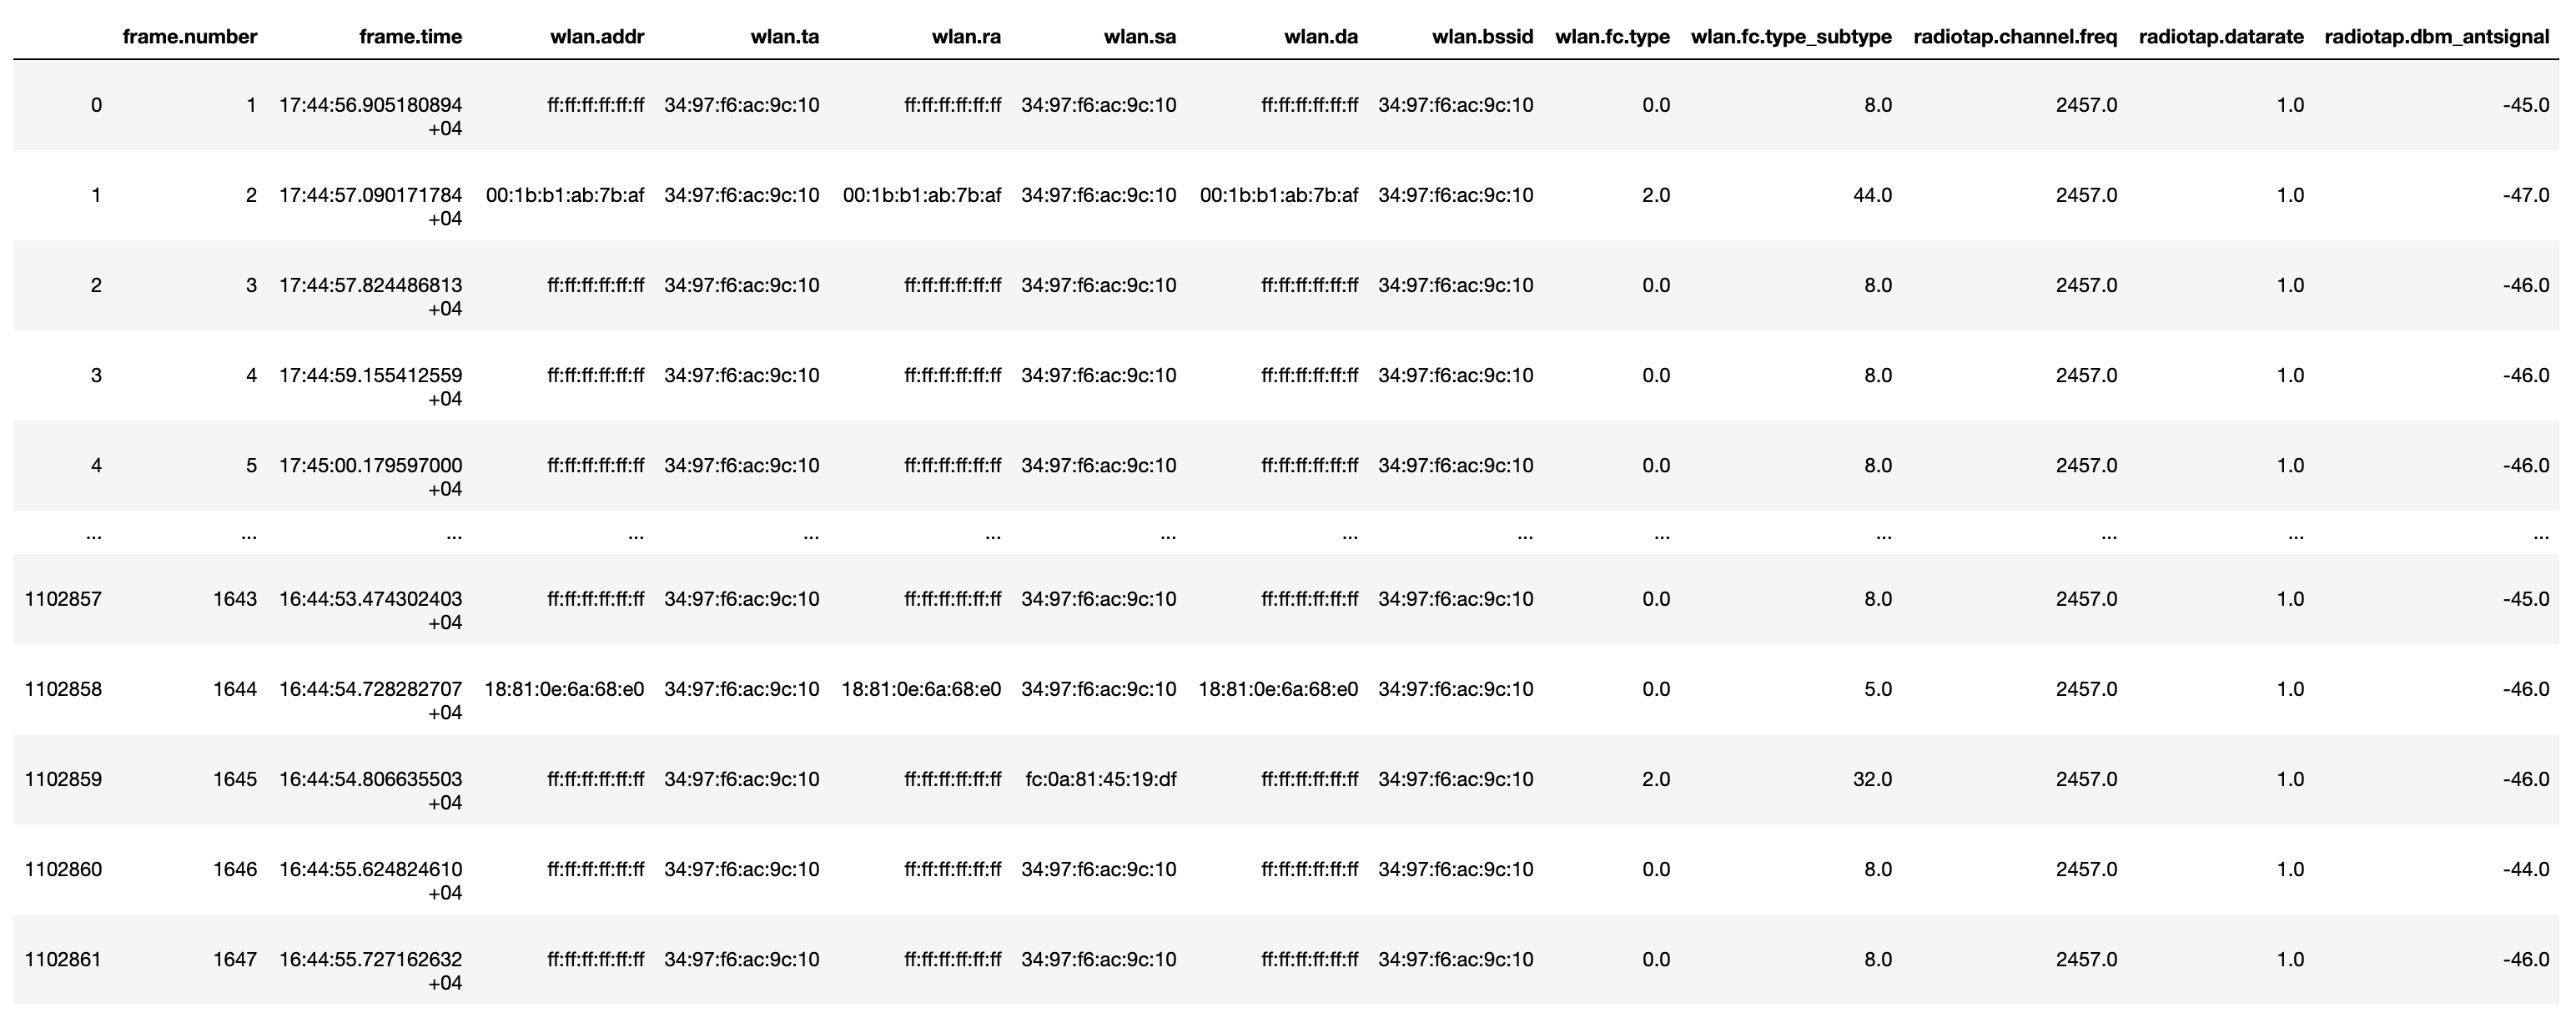 frame.number frame.time wlan.addr wlan.ta wlan.ra wlan.sa wlan.da wlan.bssid wlan.fc.type wlan.fc.type_subtype radiotap.channel.freq radiotap.datarate radiotap.dbm_antsignal
0 1 17:44:56.905180894 ff:ff:ff:ff:ff:ff 34:97:f6:ac:9c:10 ff:ff:ff:ff:ff:ff 34:97:f6:ac:9c:10 ff:ff:ff:ff:ff:ff 34:97:f6:ac:9c:10 0.0 8.0 2457.0 1.0 -45.0
+04
1 2 17:44:57.090171784 00:1b:b1:ab:7b:af 34:97:f6:ac:9c:10 00:1b:b1:ab:7b:af 34:97:f6:ac:9c:10 00:1b:b1:ab:7b:af 34:97:f6:ac:9c:10 2.0 44.0 2457.0 1.0 -47.0
+04
2 3 17:44:57.824486813 ff:ff:ff:ff:ff:ff 34:97:f6:ac:9c:10 ff:ff:ff:ff:ff:ff 34:97:f6:ac:9c:10 ff:ff:ff:ff:ff:ff 34:97:f6:ac:9c:10 0.0 8.0 2457.0 1.0 -46.0
+04
3 4 17:44:59.155412559 ff:ff:ff:ff:ff:ff 34:97:f6:ac:9c:10 ff:ff:ff:ff:ff:ff 34:97:f6:ac:9c:10 ff:ff:ff:ff:ff:ff 34:97:f6:ac:9c:10 0.0 8.0 2457.0 1.0 -46.0
+04
4 5 17:45:00.179597000 ff:ff:ff:ff:ff:ff 34:97:f6:ac:9c:10 ff:ff:ff:ff:ff:ff 34:97:f6:ac:9c:10 ff:ff:ff:ff:ff:ff 34:97:f6:ac:9c:10 0.0 8.0 2457.0 1.0 -46.0
+04
... ... ... ... ... ... ... ... ... ... ... ... ... ...
1102857 1643 16:44:53.474302403 ff:ff:ff:ff:ff:ff 34:97:f6:ac:9c:10 ff:ff:ff:ff:ff:ff 34:97:f6:ac:9c:10 ff:ff:ff:ff:ff:ff 34:97:f6:ac:9c:10 0.0 8.0 2457.0 1.0 -45.0
+04
1102858 1644 16:44:54.728282707 18:81:0e:6a:68:e0 34:97:f6:ac:9c:10 18:81:0e:6a:68:e0 34:97:f6:ac:9c:10 18:81:0e:6a:68:e0 34:97:f6:ac:9c:10 0.0 5.0 2457.0 1.0 -46.0
+04
1102859 1645 16:44:54.806635503 ff:ff:ff:ff:ff:ff 34:97:f6:ac:9c:10 ff:ff:ff:ff:ff:ff fc:0a:81:45:19:df ff:ff:ff:ff:ff:ff 34:97:f6:ac:9c:10 2.0 32.0 2457.0 1.0 -46.0
+04
1102860 1646 16:44:55.624824610 ff:ff:ff:ff:ff:ff 34:97:f6:ac:9c:10 ff:ff:ff:ff:ff:ff 34:97:f6:ac:9c:10 ff:ff:ff:ff:ff:ff 34:97:f6:ac:9c:10 0.0 8.0 2457.0 1.0 -44.0
+04
1102861 1647 16:44:55.727162632 ff:ff:ff:ff:ff:ff 34:97:f6:ac:9c:10 ff:ff:ff:ff:ff:ff 34:97:f6:ac:9c:10 ff:ff:ff:ff:ff:ff 34:97:f6:ac:9c:10 0.0 8.0 2457.0 1.0 -46.0
+04